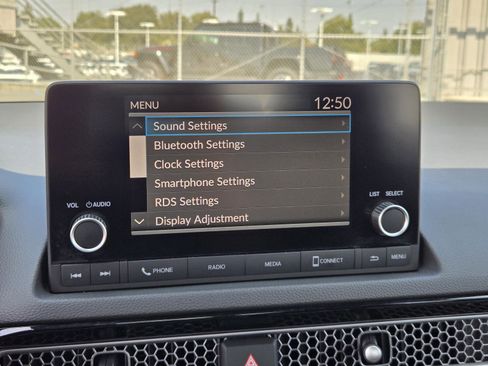 MENU 12:50
Sound Settings
Bluetooth Settings
Clock Settings
Smartphone Settings
RDS Settings
Display Adjustment
VOL AUDIO
LIST SELECT
PHONE RADIO MEDIA CONNECT MENU